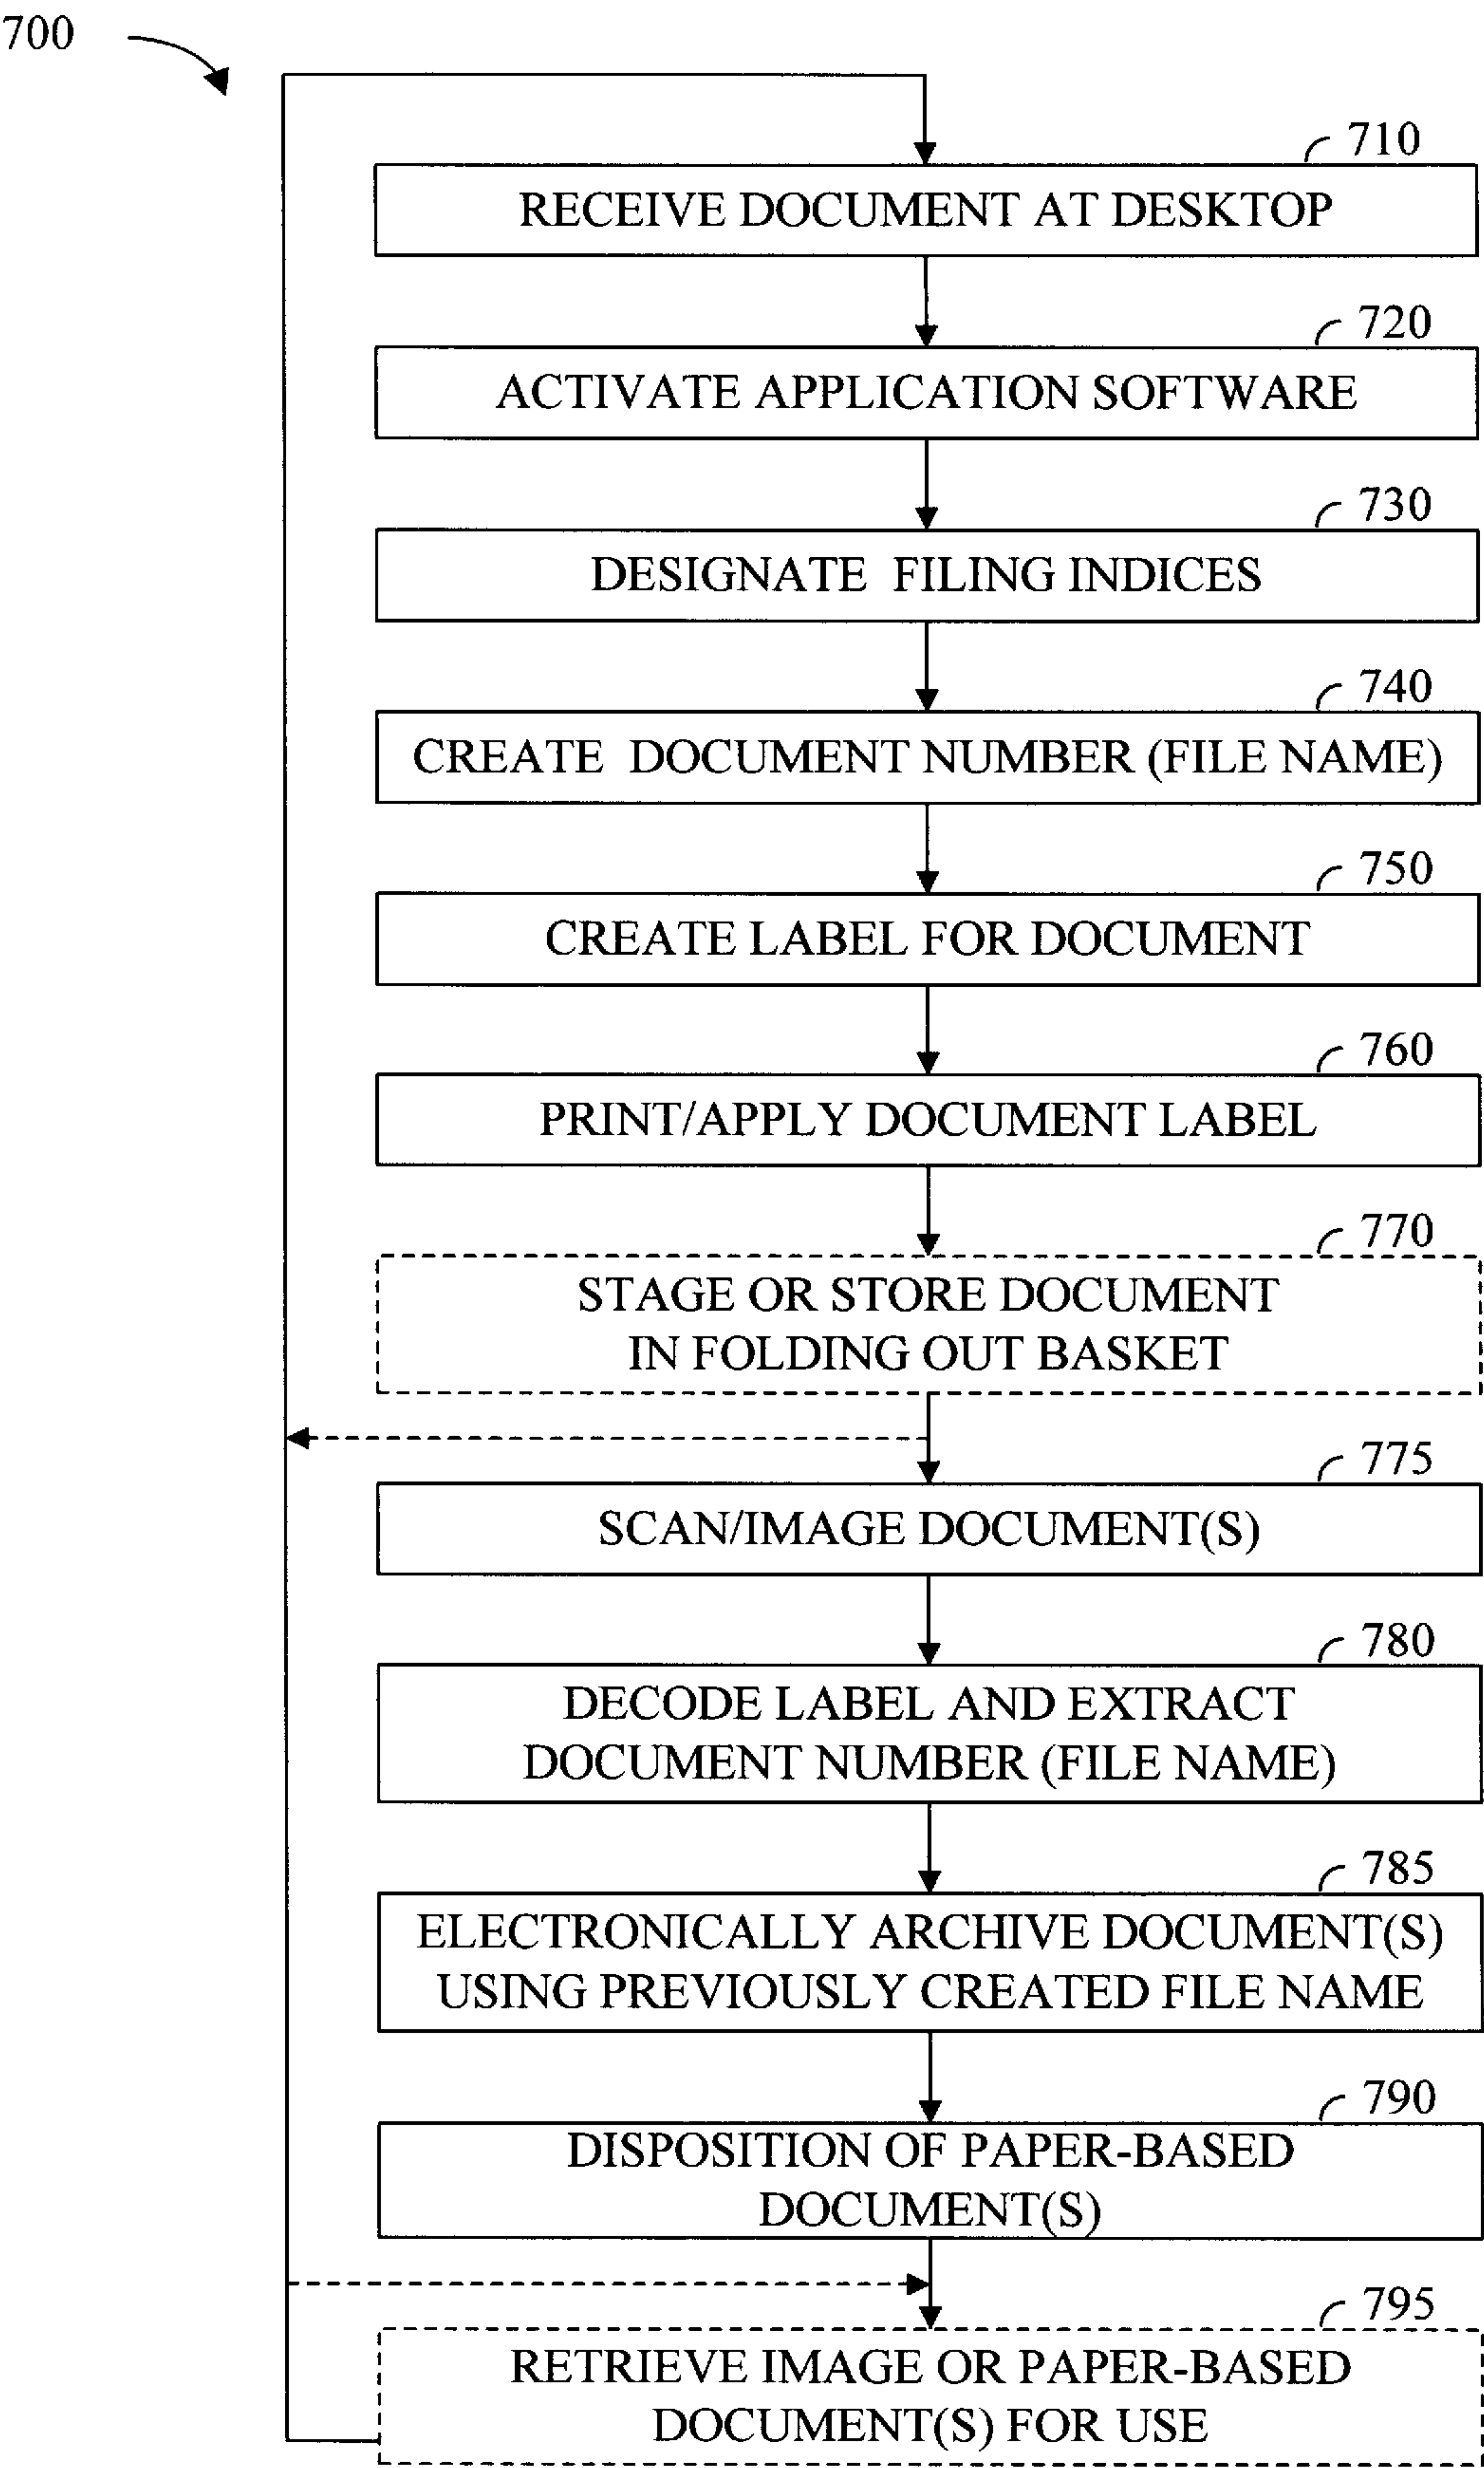 700
710
RECEIVE DOCUMENT AT DESKTOP
720
ACTIVATE APPLICATION SOFTWARE
730
DESIGNATE FILING INDICES
740
CREATE DOCUMENT NUMBER (FILE NAME)
750
CREATE LABEL FOR DOCUMENT
760
PRINT/APPLY DOCUMENT LABEL
770
STAGE OR STORE DOCUMENT
IN FOLDING OUT BASKET
775
SCAN/IMAGE DOCUMENT(S)
780
DECODE LABEL AND EXTRACT
DOCUMENT NUMBER (FILE NAME)
785
ELECTRONICALLY ARCHIVE DOCUMENT(S)
USING PREVIOUSLY CREATED FILE NAME
790
DISPOSITION OF PAPER-BASED
DOCUMENT(S)
795
RETRIEVE IMAGE OR PAPER-BASED
DOCUMENT(S) FOR USE